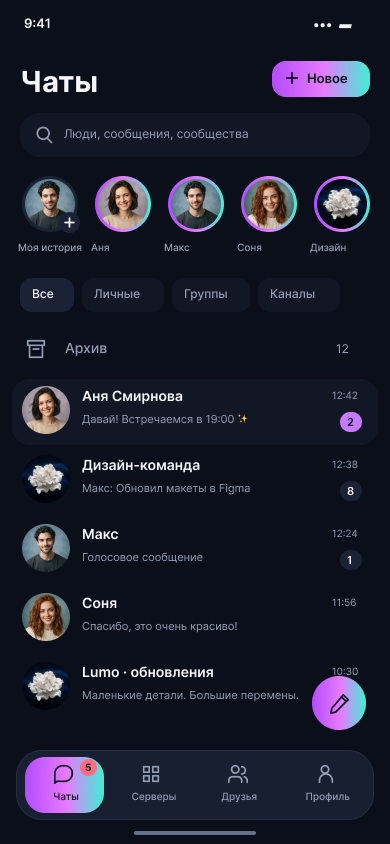 9:41
Чаты
Новое
Люди, сообщения, сообщества
Моя история
Аня
Макс
Соня
Дизайн
Все
Личные
Группы
Каналы
Архив
12
Аня Смирнова
12:42
Давай! Встречаемся в 19:00 ✨
2
Дизайн-команда
12:38
Макс: Обновил макеты в Figma
8
Макс
12:24
Голосовое сообщение
1
Соня
11:56
Спасибо, это очень красиво!
Lumo · обновления
10:30
Маленькие детали. Большие перемены.
5
Чаты
Серверы
Друзья
Профиль